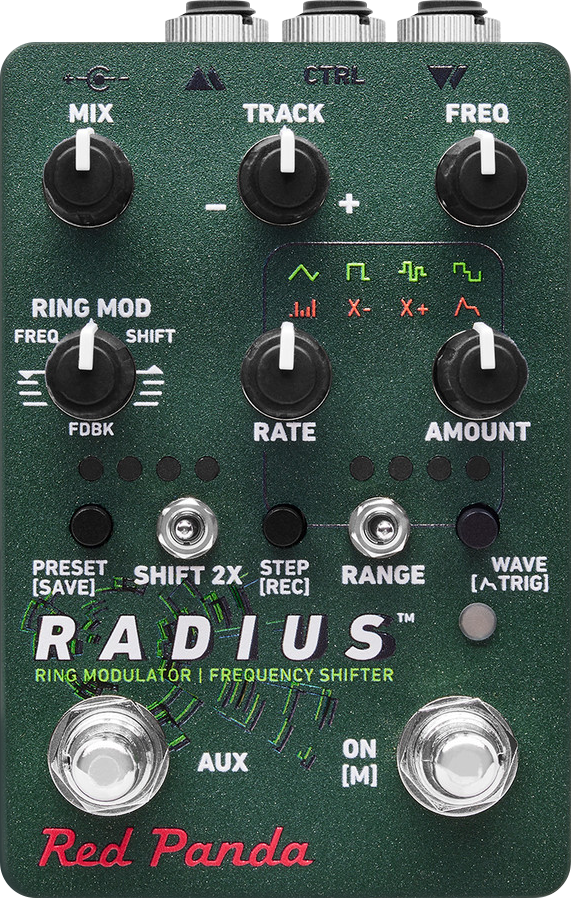 CTRL
MIX TRACK FREQ
- +
X- X+
RING MOD
FREQ SHIFT
FDBK
RATE AMOUNT
PRESET
[SAVE]
SHIFT 2X
STEP
[REC]
RANGE
WAVE
[TRIG]
RADIUS™
RING MODULATOR | FREQUENCY SHIFTER
AUX
ON
[M]
Red Panda